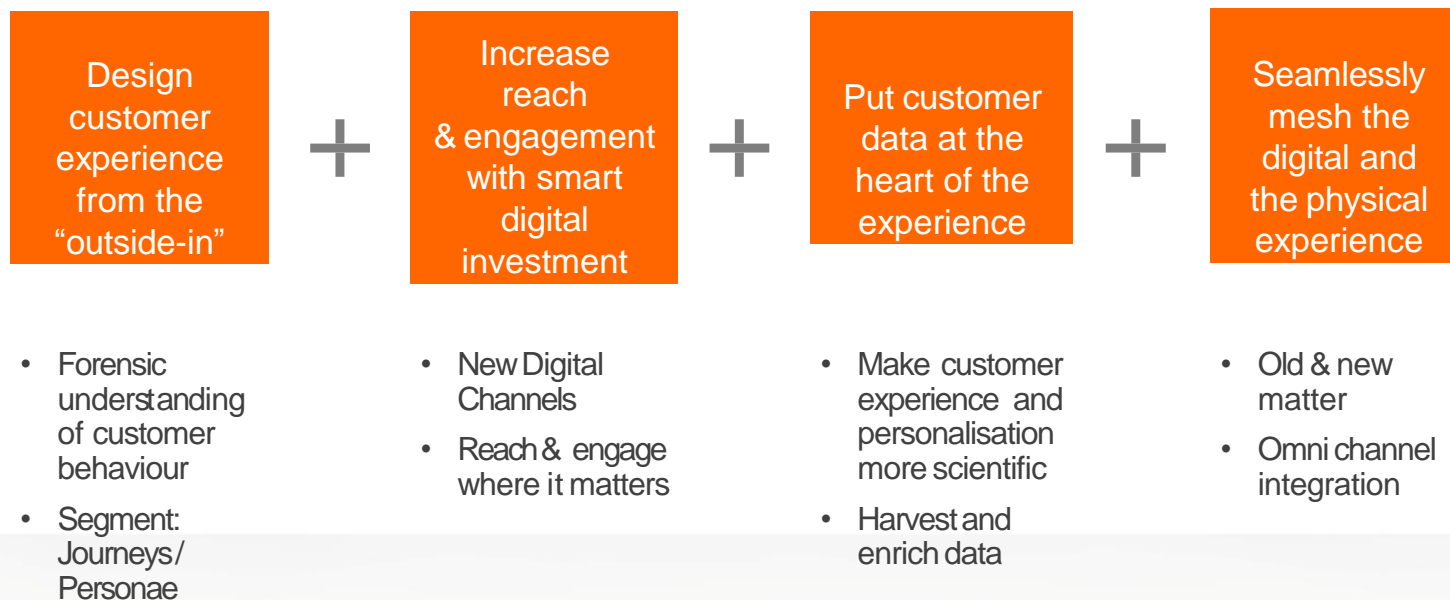 Design
customer
experience
from the
“outside-in”
Increase
reach
& engagement
with smart
digital
investment
Put customer
data at the
heart of the
experience
Seamlessly
mesh the
digital and
the physical
experience
• Forensic
understanding
of customer
behaviour
• Segment:
Journeys/
Personae
• New Digital
Channels
• Reach & engage
where it matters
• Make customer
experience and
personalisation
more scientific
• Harvest and
enrich data
• Old & new
matter
• Omni channel
integration